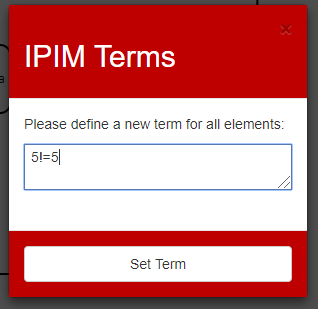 ×
IPIM Terms
a
Please define a new term for all elements:
5!=5
Set Term